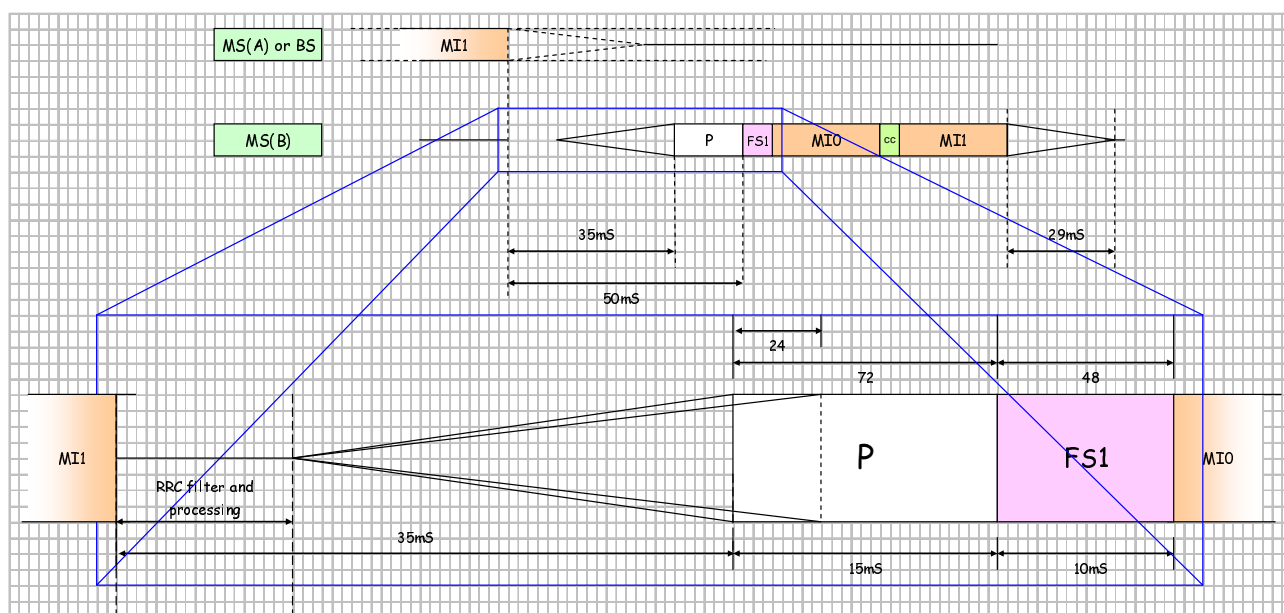 MS(A) or BS
MI1
MS(B)
P
FS1
MI0
CC
MI1
35mS
29mS
50mS
24
72
48
MI1
P
FS1
MI0
RRC filter and
processing
35mS
15mS
10mS